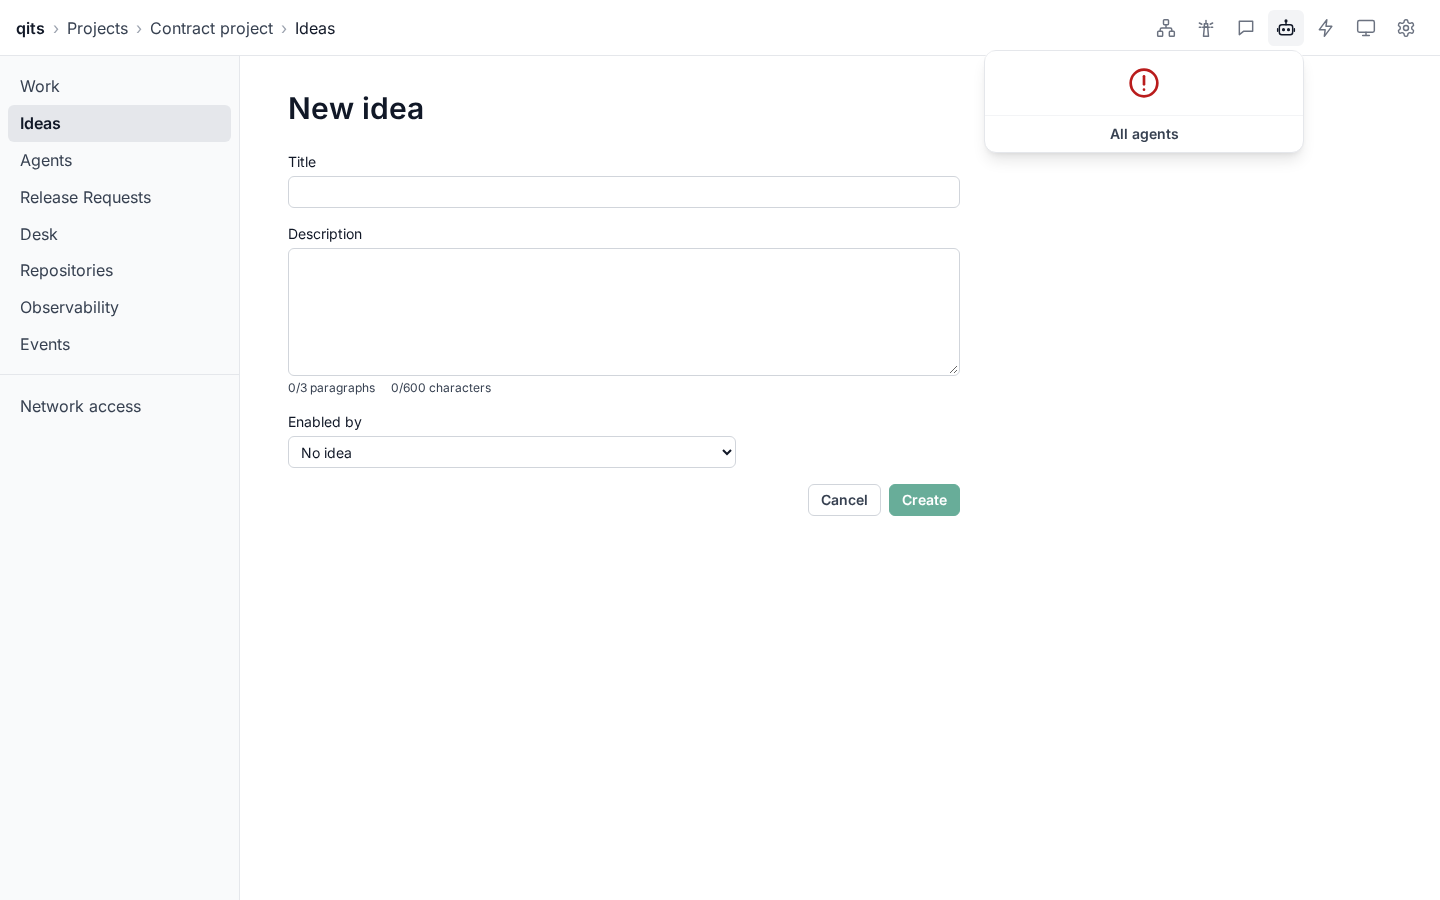 qits › Projects › Contract project › Ideas
All agents
Work
Ideas
Agents
Release Requests
Desk
Repositories
Observability
Events
Network access
New idea
Title
Description
0/3 paragraphs 0/600 characters
Enabled by
No idea
Cancel Create